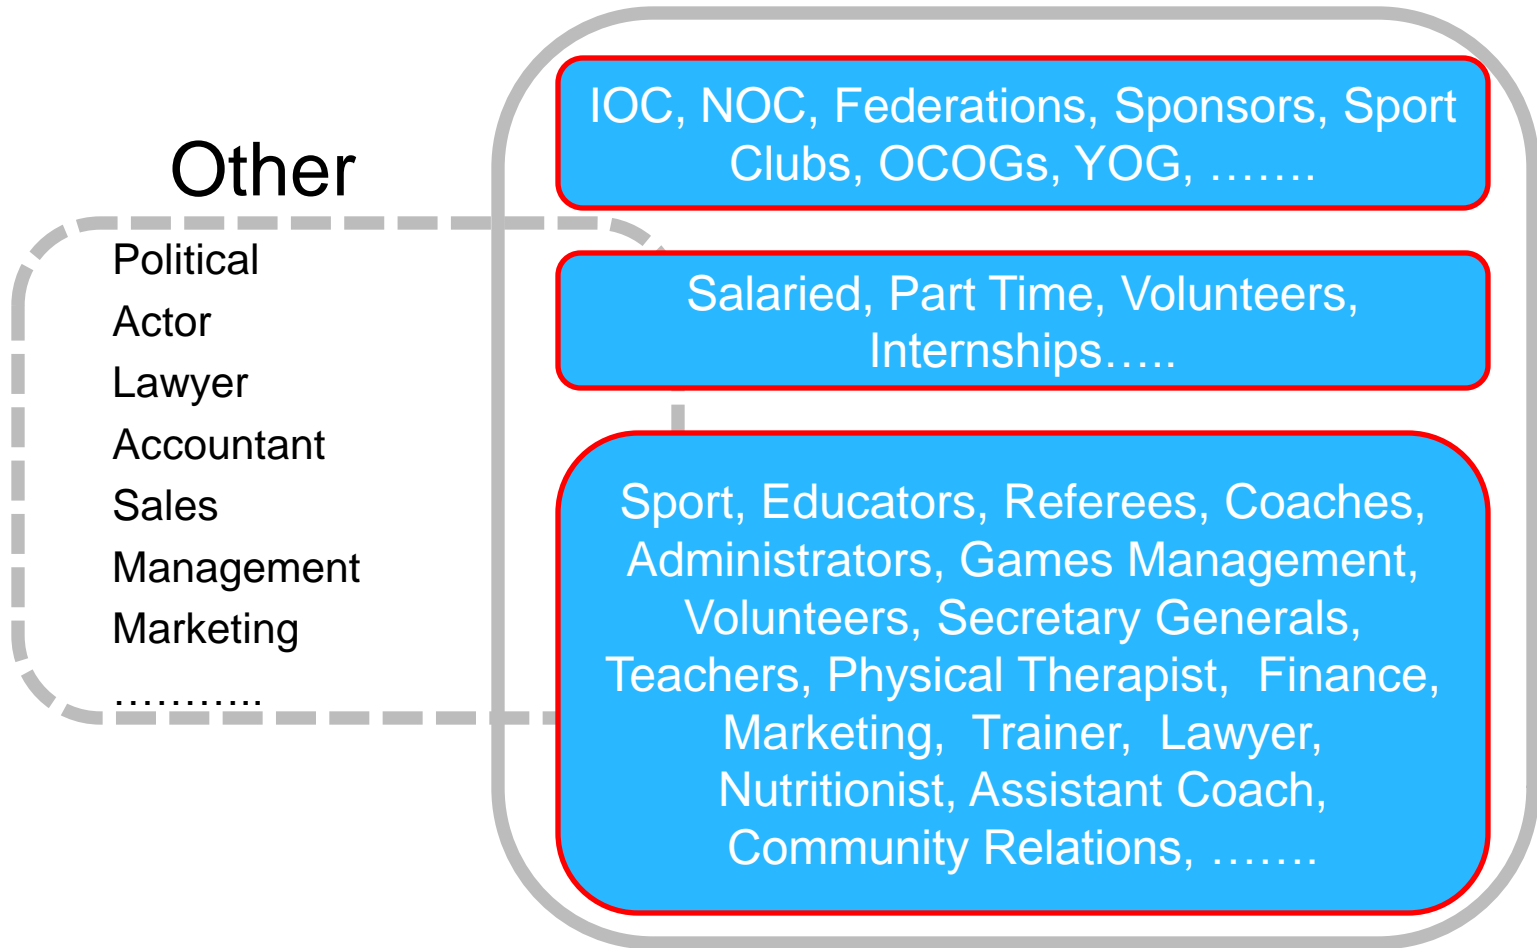 Other
Political
Actor
Lawyer
Accountant
Sales
Management
Marketing
………..
IOC, NOC, Federations, Sponsors, Sport
Clubs, OCOGs, YOG, …….
Salaried, Part Time, Volunteers,
Internships…..
Sport, Educators, Referees, Coaches,
Administrators, Games Management,
Volunteers, Secretary Generals,
Teachers, Physical Therapist,  Finance,
Marketing,  Trainer,  Lawyer,
Nutritionist, Assistant Coach,
Community Relations, …….